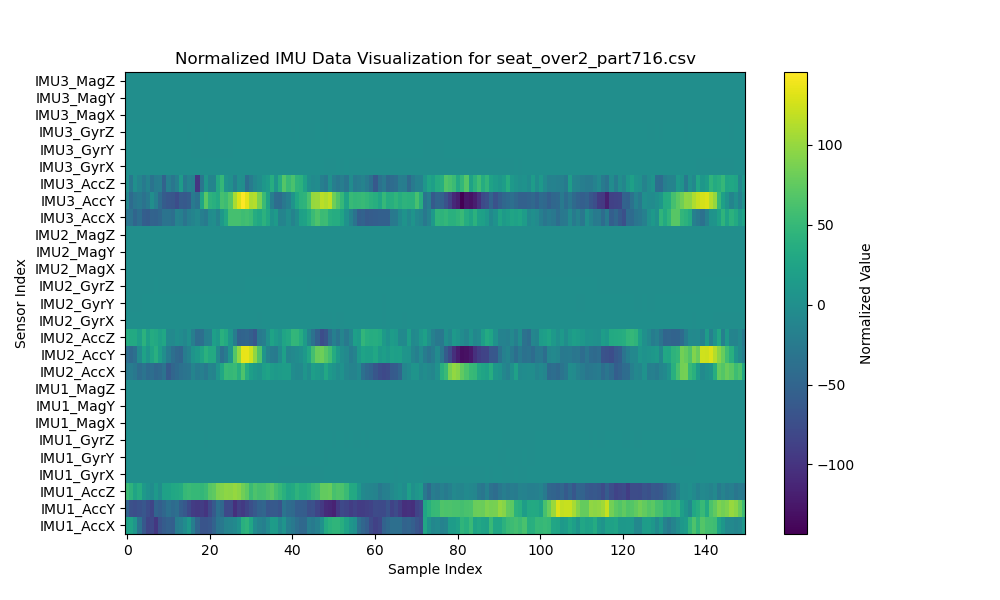 Normalized IMU Data Visualization for seat_over2_part716.csv
IMU3_MagZ
IMU3_MagY
IMU3_MagX
IMU3_GyrZ
IMU3_GyrY
IMU3_GyrX
IMU3_AccZ
IMU3_AccY
IMU3_AccX
IMU2_MagZ
IMU2_MagY
IMU2_MagX
IMU2_GyrZ
IMU2_GyrY
IMU2_GyrX
IMU2_AccZ
IMU2_AccY
IMU2_AccX
IMU1_MagZ
IMU1_MagY
IMU1_MagX
IMU1_GyrZ
IMU1_GyrY
IMU1_GyrX
IMU1_AccZ
IMU1_AccY
IMU1_AccX
Sensor Index
0 20 40 60 80 100 120 140
Sample Index
100
50
0
−50
−100
Normalized Value